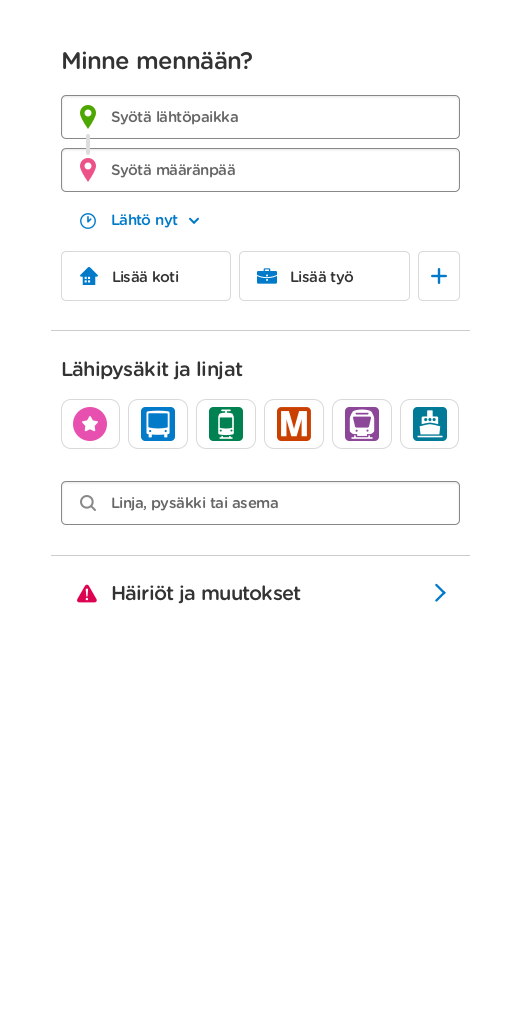 Minne mennään?
Syötä lähtöpaikka
Syötä määränpää
Lähtö nyt
Lisää koti
Lisää työ
Lähipysäkit ja linjat
M
Linja, pysäkki tai asema
Häiriöt ja muutokset